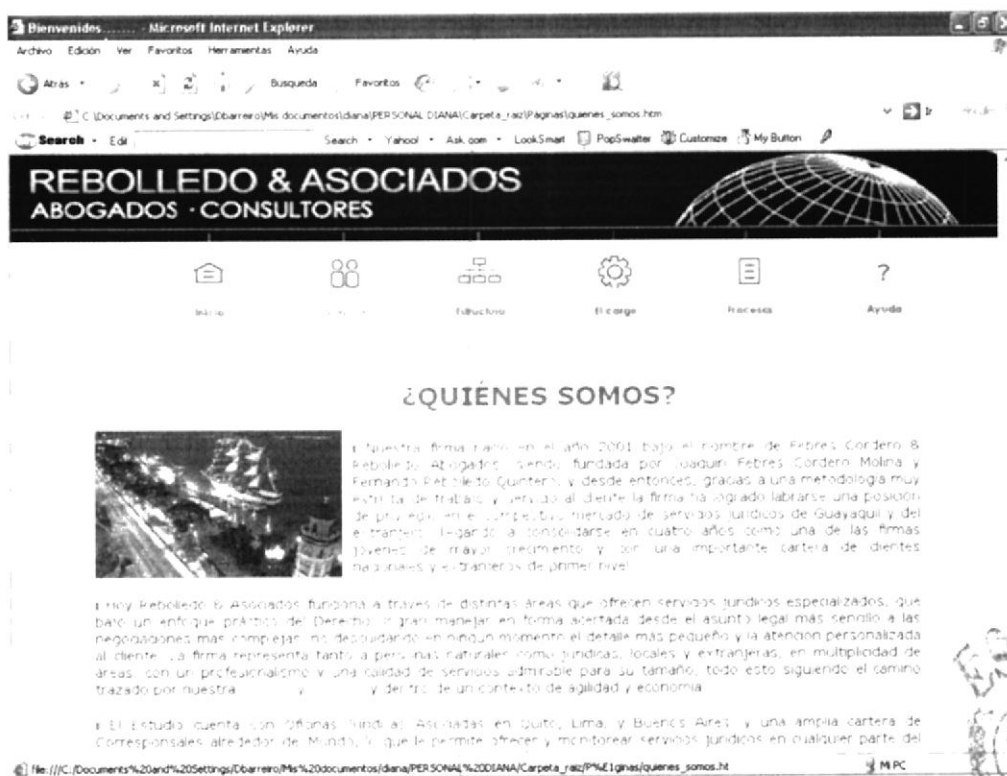 Bienvenidos....... - Microsoft Internet Explorer
Archivo Edición Ver Favoritos Herramientas Ayuda
Atrás Busqueda Favoritos
C:\Documents and Settings\Dbarreiro\Mis documentos\diana\PERSONAL DIANA\Carpeta_raiz\Páginas\quienes_somos.htm Ir
Search Edit Search Yahoo! Ask.com LookSmart PopSwatter Customize My Button
REBOLLEDO & ASOCIADOS
ABOGADOS · CONSULTORES
Inicio Estructura El cargo Procesos Ayuda
¿QUIÉNES SOMOS?
Nuestra firma nació en el año 2001 bajo el nombre de Febres Cordero &
Rebolledo Abogados, siendo fundada por Joaquin Febres Cordero Molina y
Fernando Rebolledo Quintero, y desde entonces, gracias a una metodología muy
estricta de trabajo y servicio al cliente la firma ha logrado labrarse una posición
de privilegio en el competitivo mercado de servicios jurídicos de Guayaquil y del
extranjero, llegando a consolidarse en cuatro años como una de las firmas
jóvenes de mayor crecimiento y con una importante cartera de clientes
nacionales y extranjeros de primer nivel
Hoy Rebolledo & Asociados funciona a través de distintas áreas que ofrecen servicios jurídicos especializados, que
bajo un enfoque práctico del Derecho logran manejar en forma acertada desde el asunto legal más sencillo a las
negociaciones más complejas, no descuidando en ningún momento el detalle más pequeño y la atención personalizada
al cliente. La firma representa tanto a personas naturales como jurídicas, locales y extranjeras, en multiplicidad de
áreas, con un profesionalismo y una calidad de servicios admirable para su tamaño, todo esto siguiendo el camino
trazado por nuestra y y dentro de un contexto de agilidad y economía
El Estudio cuenta con Oficinas Jurídicas Asociadas en Quito, Lima, y Buenos Aires, y una amplia cartera de
Corresponsales alrededor del Mundo, lo que le permite ofrecer y monitorear servicios jurídicos en cualquier parte del
file:///C:/Documents%20and%20Settings/Dbarreiro/Mis%20documentos/diana/PERSONAL%20DIANA/Carpeta_raiz/P%E1ginas/quienes_somos.ht Mi PC